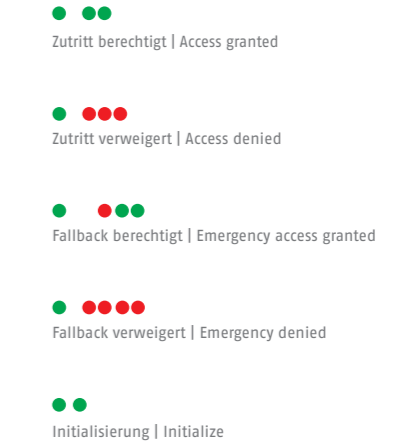 Zutritt berechtigt | Access granted
Zutritt verweigert | Access denied
Fallback berechtigt | Emergency access granted
Fallback verweigert | Emergency denied
Initialisierung | Initialize